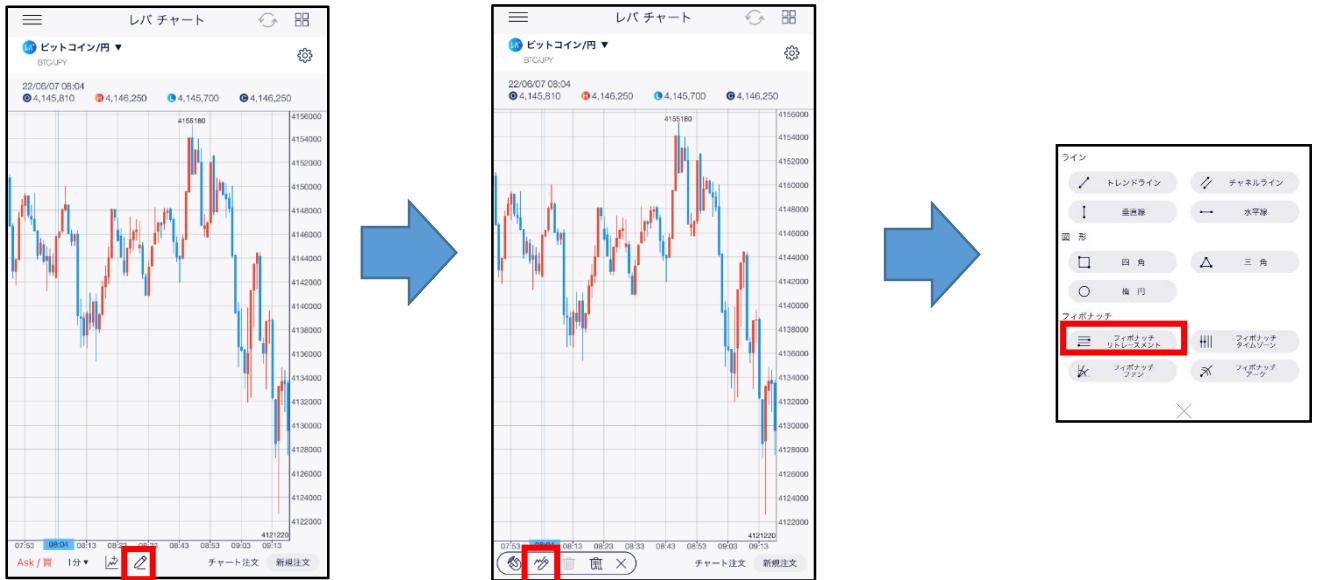 レバ チャート
レバ ビットコイン/円 ▼
BTC/JPY
22/06/07 08:04
O 4,145,810 H 4,146,250 L 4,145,700 C 4,146,250
4155180
4156000
4154000
4152000
4150000
4148000
4146000
4144000
4142000
4140000
4138000
4136000
4134000
4132000
4130000
4128000
4126000
4124000
4122000
4121220
07:53 08:04 08:13 08:23 08:33 08:43 08:53 09:03 09:13
Ask / 買 1分▼ チャート注文 新規注文
レバ チャート
レバ ビットコイン/円 ▼
BTC/JPY
22/06/07 08:04
O 4,145,810 H 4,146,250 L 4,145,700 C 4,146,250
4155180
4156000
4154000
4152000
4150000
4148000
4146000
4144000
4142000
4140000
4138000
4136000
4134000
4132000
4130000
4128000
4126000
4124000
4122000
4121220
07:53 08:04 08:13 08:23 08:33 08:43 08:53 09:03 09:13
チャート注文 新規注文
ライン
トレンドライン チャネルライン
垂直線 水平線
図 形
四 角 三 角
楕 円
フィボナッチ
フィボナッチ
リトレースメント
フィボナッチ
タイムゾーン
フィボナッチ
ファン
フィボナッチ
アーク